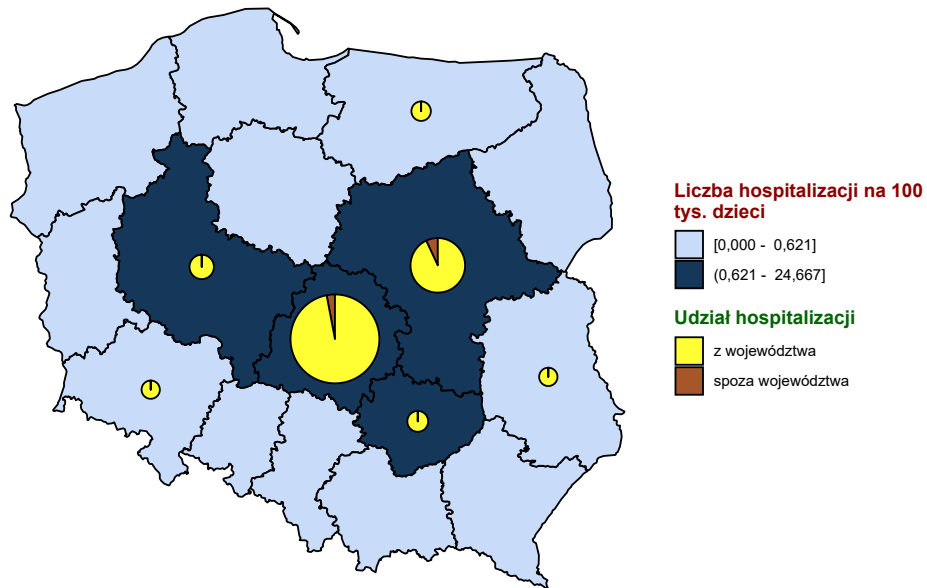 Liczba hospitalizacji na 100
tys. dzieci
[0,000 - 0,621]
(0,621 - 24,667]
Udział hospitalizacji
z województwa
spoza województwa